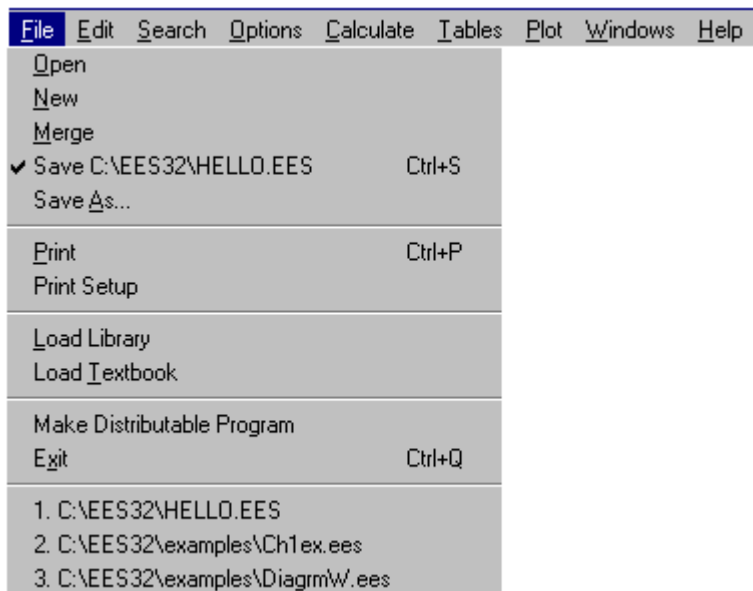 File Edit Search Options Calculate Tables Plot Windows Help
Open
New
Merge
✔ Save C:\EES32\HELLO.EES Ctrl+S
Save As...
Print Ctrl+P
Print Setup
Load Library
Load Textbook
Make Distributable Program
Exit Ctrl+Q
1. C:\EES32\HELLO.EES
2. C:\EES32\examples\Ch1ex.ees
3. C:\EES32\examples\DiagrmW.ees